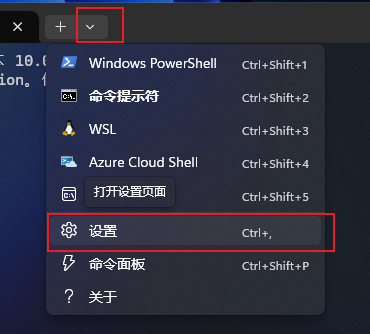 本 10.0
Windows PowerShell Ctrl+Shift+1
tion。 
命令提示符 Ctrl+Shift+2
WSL Ctrl+Shift+3
Azure Cloud Shell Ctrl+Shift+4
打开设置页面 Ctrl+Shift+5
设置 Ctrl+,
命令面板 Ctrl+Shift+P
关于